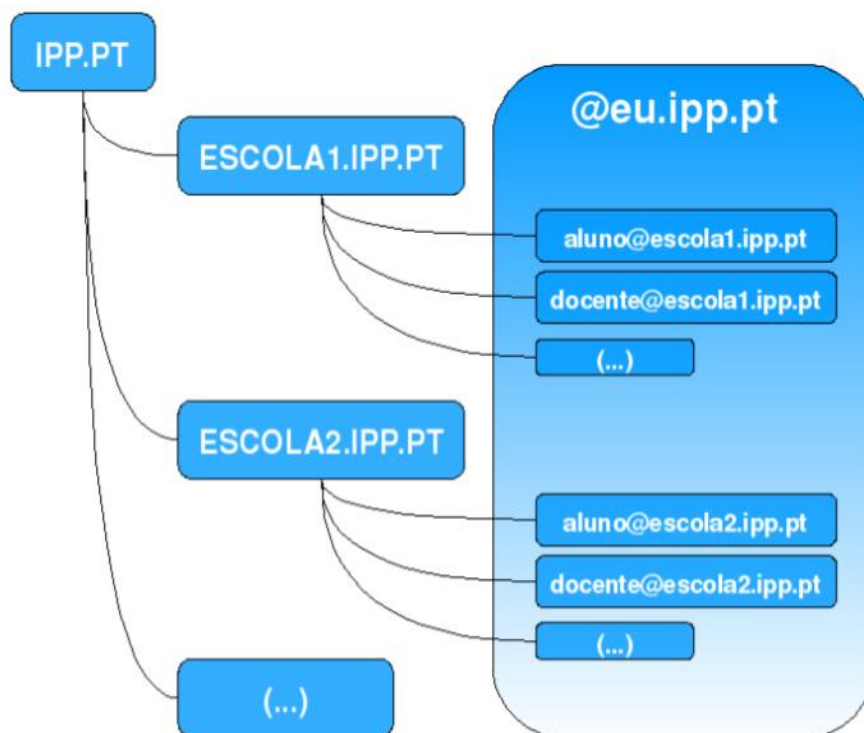 IPP.PT
@eu.ipp.pt
ESCOLA1.IPP.PT
aluno@escola1.ipp.pt
docente@escola1.ipp.pt
(...)
ESCOLA2.IPP.PT
aluno@escola2.ipp.pt
docente@escola2.ipp.pt
(...)
(...)